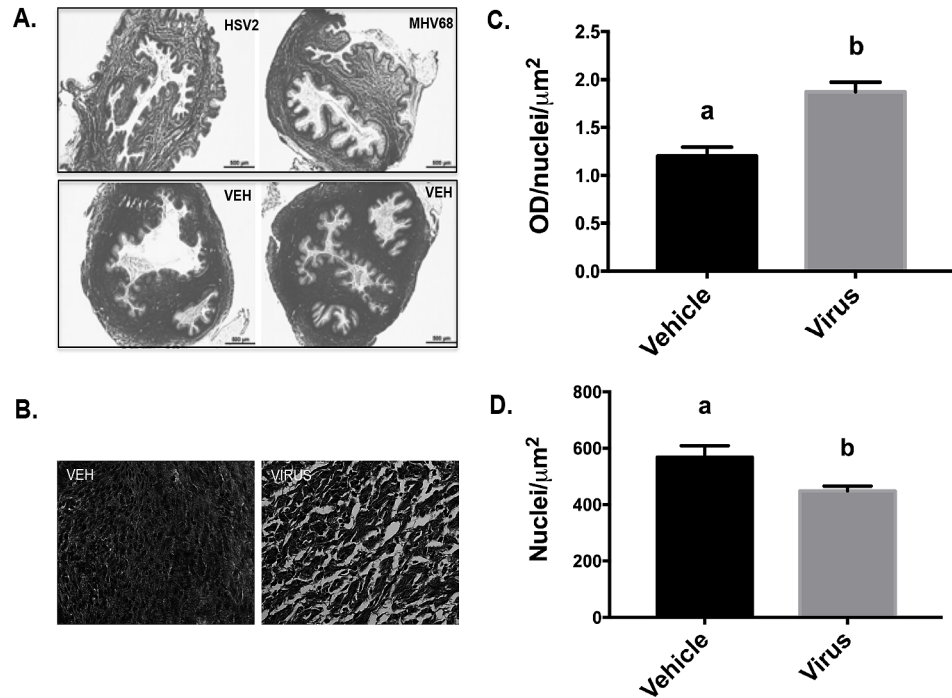 A.
HSV2
MHV68
500 µm
500 µm
VEH
VEH
500 µm
500 µm
B.
VEH
VIRUS
C.
OD/nuclei/µm²
2.5
2.0
1.5
1.0
0.5
0.0
a
b
Vehicle
Virus
D.
Nuclei/µm²
800
600
400
200
0
a
b
Vehicle
Virus